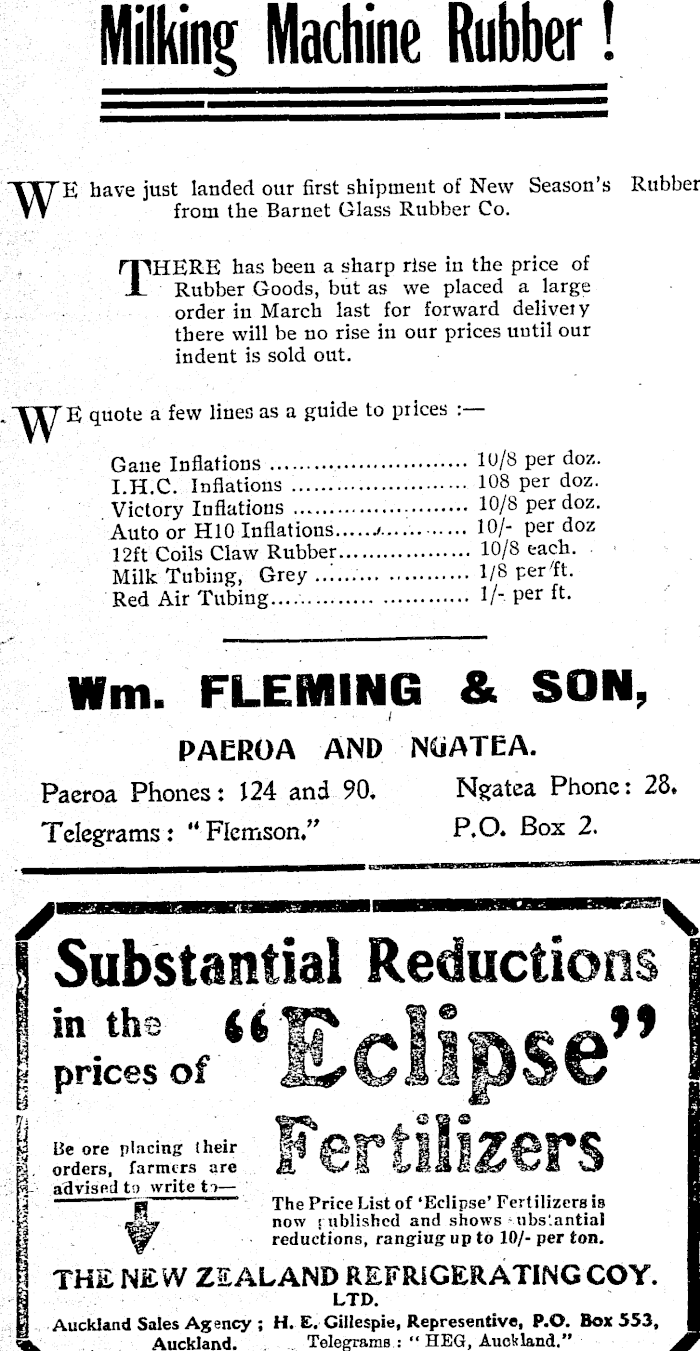 Milking Machine Rubber !
WE have just landed our first shipment of New Season's Rubber
from the Barnet Glass Rubber Co.
THERE has been a sharp rise in the price of
Rubber Goods, but as we placed a large
order in March last for forward delivery
there will be no rise in our prices until our
indent is sold out.
WE quote a few lines as a guide to prices :—
Gane Inflations ............................ 10/8 per doz.
I.H.C. Inflations ......................... 108 per doz.
Victory Inflations ......................... 10/8 per doz.
Auto or H10 Inflations................... 10/- per doz
12ft Coils Claw Rubber................... 10/8 each.
Milk Tubing, Grey ......... ........... 1/8 per ft.
Red Air Tubing............... ............ 1/- per ft.
Wm. FLEMING & SON,
PAEROA AND NGATEA.
Paeroa Phones : 124 and 90. Ngatea Phone : 28.
Telegrams : "Flemson." P.O. Box 2.
Substantial Reductions
in the
prices of "Eclipse"
Fertilizers
Be ore placing their
orders, farmers are
advised to write to—
The Price List of 'Eclipse' Fertilizers is
now published and shows substantial
reductions, rangiug up to 10/- per ton.
THE NEW ZEALAND REFRIGERATING COY.
LTD.
Auckland Sales Agency ; H. E. Gillespie, Representive, P.O. Box 553,
Auckland. Telegrams : "HEG, Auckland."